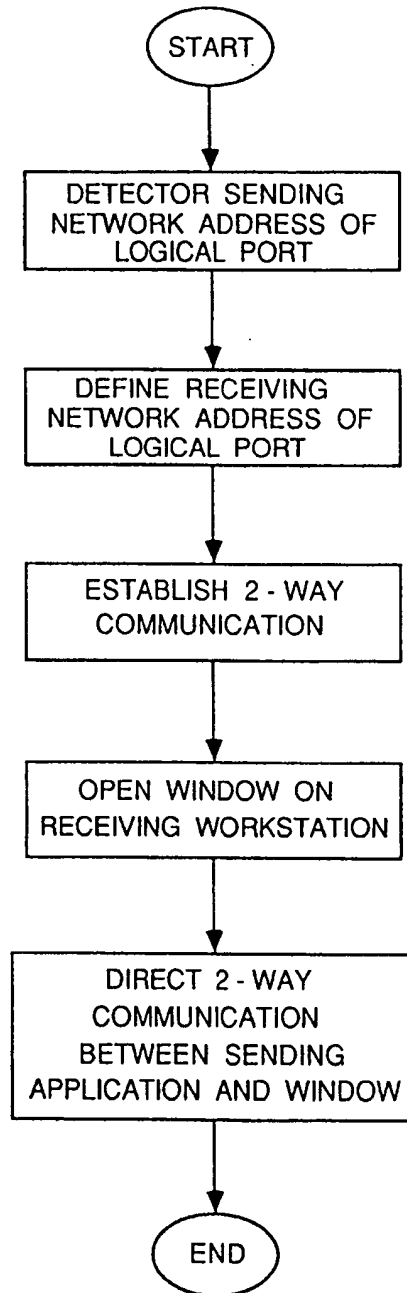 START
DETECTOR SENDING
NETWORK ADDRESS OF
LOGICAL PORT
DEFINE RECEIVING
NETWORK ADDRESS OF
LOGICAL PORT
ESTABLISH 2 - WAY
COMMUNICATION
OPEN WINDOW ON
RECEIVING WORKSTATION
DIRECT 2 - WAY
COMMUNICATION
BETWEEN SENDING
APPLICATION AND WINDOW
END